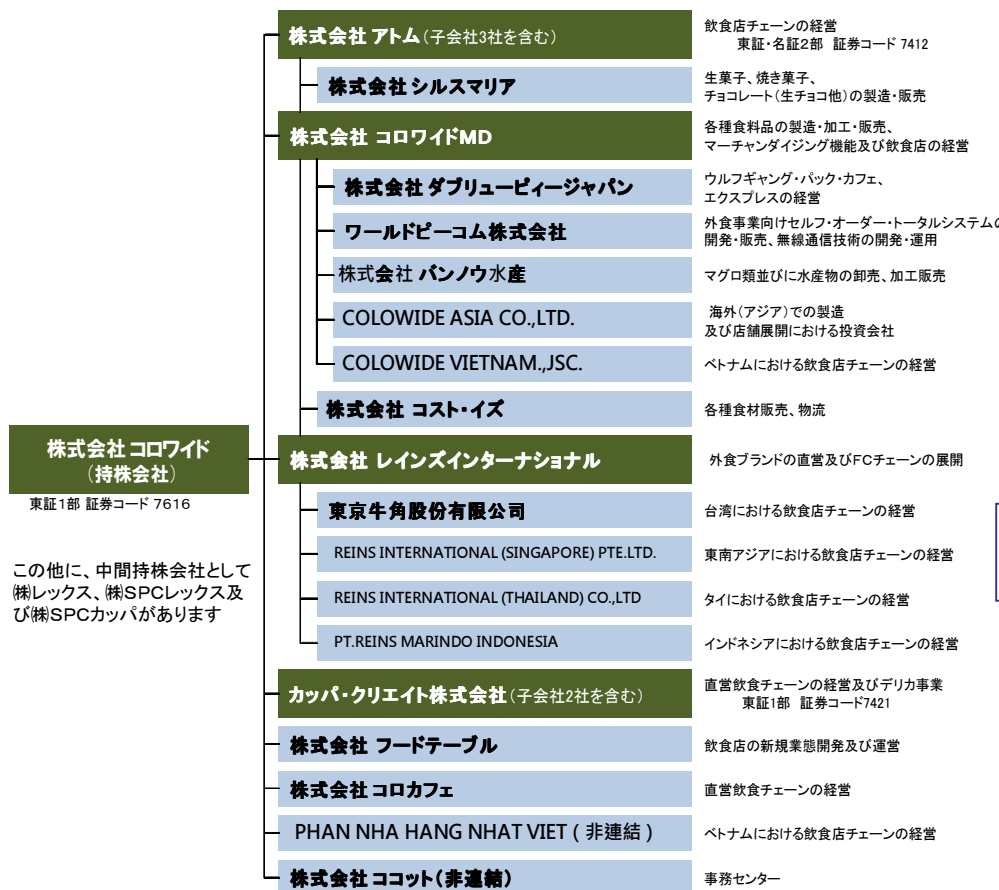 株式会社 アトム(子会社3社を含む)
飲食店チェーンの経営
東証・名証2部 証券コード 7412
株式会社 シルスマリア
生菓子、焼き菓子、
チョコレート(生チョコ他)の製造・販売
株式会社 コロワイドMD
各種食料品の製造・加工・販売、
マーチャンダイジング機能及び飲食店の経営
株式会社 ダブリューピィージャパン
ウルフギャング・パック・カフェ、
エクスプレスの経営
ワールドピーコム株式会社
外食事業向けセルフ・オーダー・トータルシステムの
開発・販売、無線通信技術の開発・運用
株式会社 バンノウ水産
マグロ類並びに水産物の卸売、加工販売
COLOWIDE ASIA CO.,LTD.
海外(アジア)での製造
及び店舗展開における投資会社
COLOWIDE VIETNAM.,JSC.
ベトナムにおける飲食店チェーンの経営
株式会社 コスト・イズ
各種食材販売、物流
株式会社 コロワイド
(持株会社)
東証1部 証券コード 7616
この他に、中間持株会社として
㈱レックス、㈱SPCレックス及
び㈱SPCカッパがあります
株式会社 レインズインターナショナル
外食ブランドの直営及びFCチェーンの展開
東京牛角股份有限公司
台湾における飲食店チェーンの経営
REINS INTERNATIONAL (SINGAPORE) PTE.LTD.
東南アジアにおける飲食店チェーンの経営
REINS INTERNATIONAL (THAILAND) CO.,LTD
タイにおける飲食店チェーンの経営
PT.REINS MARINDO INDONESIA
インドネシアにおける飲食店チェーンの経営
カッパ・クリエイト株式会社(子会社2社を含む)
直営飲食チェーンの経営及びデリカ事業
東証1部 証券コード7421
株式会社 フードテーブル
飲食店の新規業態開発及び運営
株式会社 コロカフェ
直営飲食チェーンの経営
PHAN NHA HANG NHAT VIET ( 非連結 )
ベトナムにおける飲食店チェーンの経営
株式会社 ココット(非連結)
事務センター